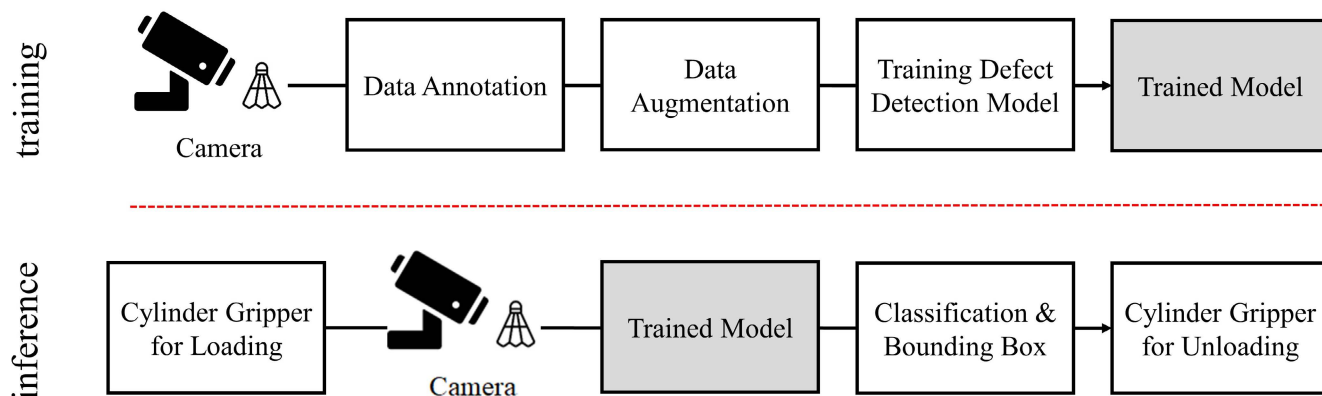 training
Camera
Data Annotation
Data
Augmentation
Training Defect
Detection Model
Trained Model
inference
Cylinder Gripper
for Loading
Camera
Trained Model
Classification &
Bounding Box
Cylinder Gripper
for Unloading